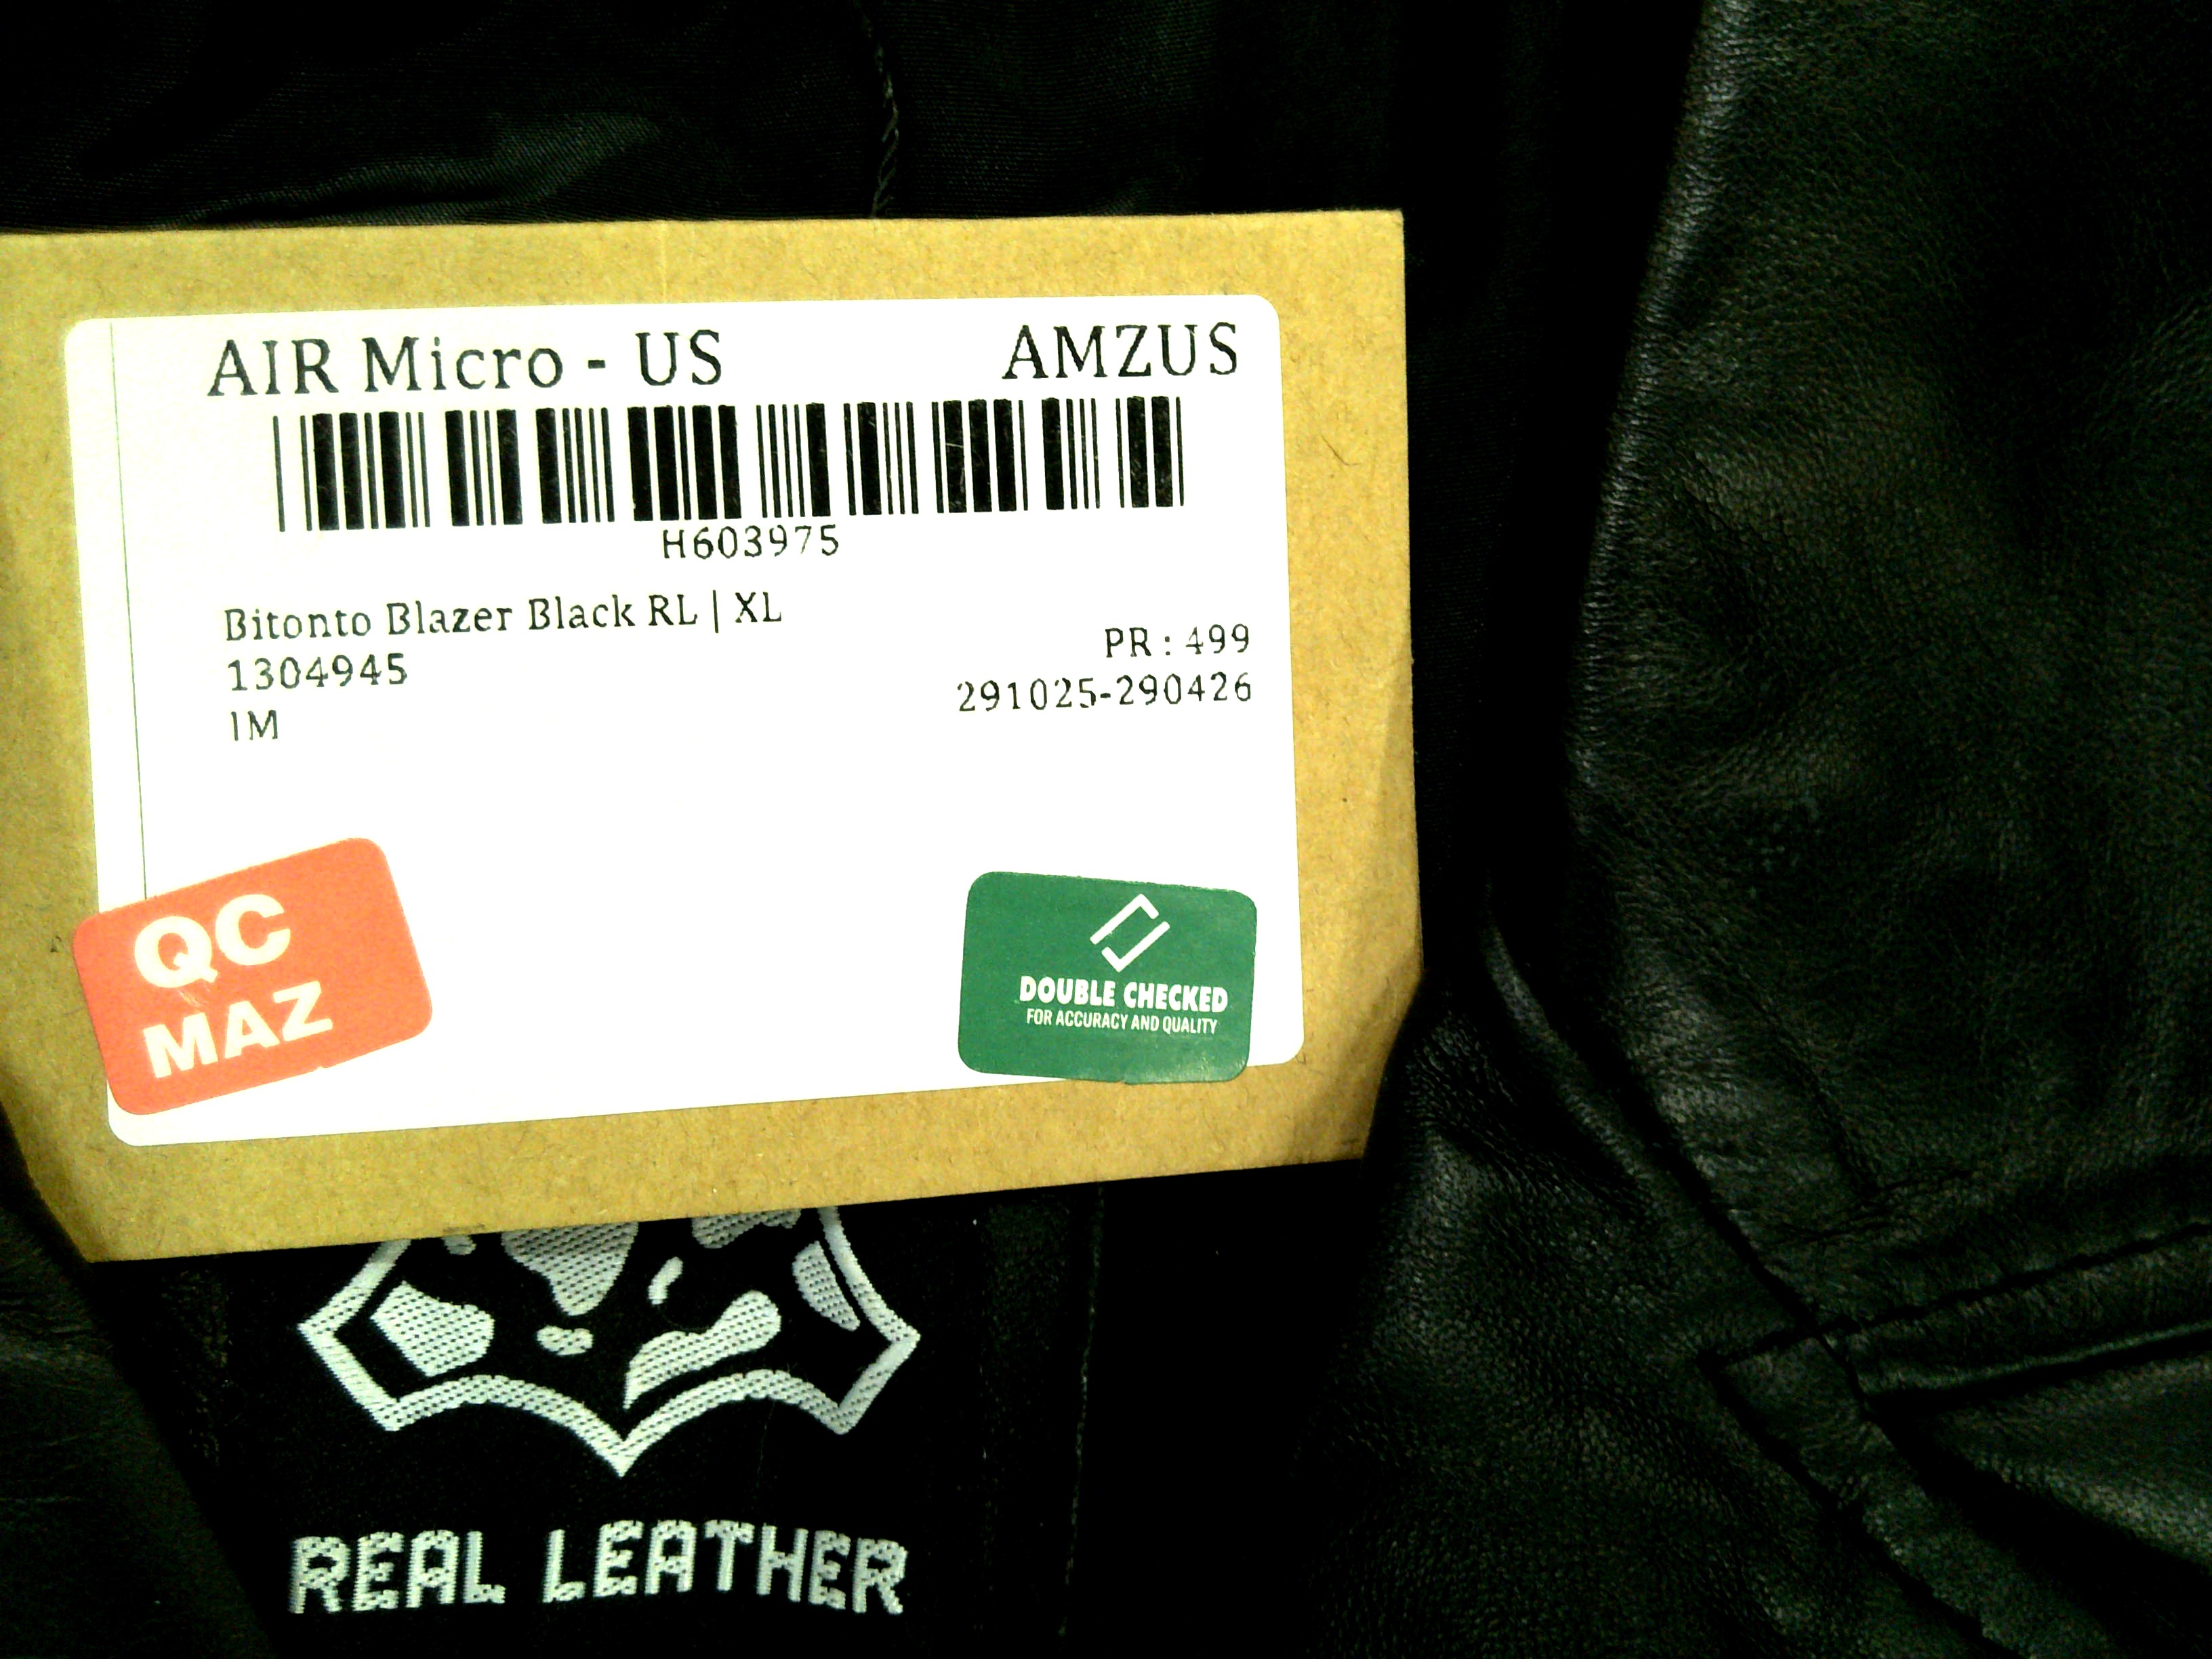 AIR Micro - US AMZUS
H603975
Bitonto Blazer Black RL | XL
1304945
PR : 499
291025-290426
IM
QC
MAZ
DOUBLE CHECKED
FOR ACCURACY AND QUALITY
REAL LEATHER